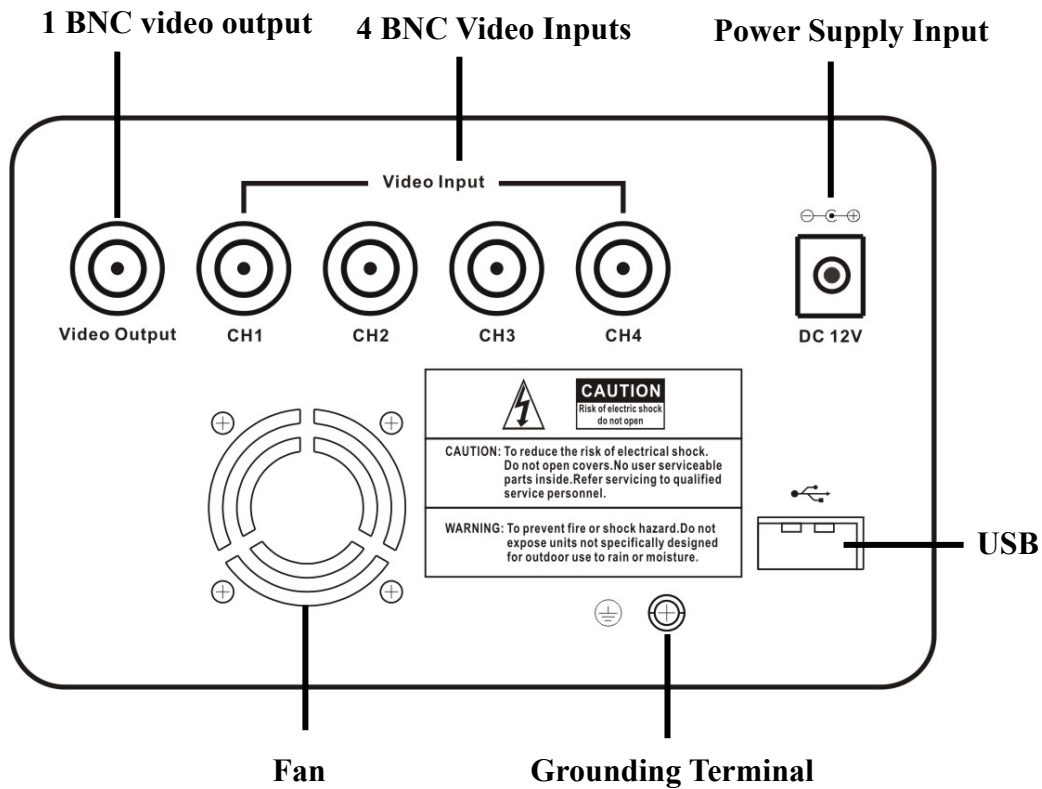 1 BNC video output
4 BNC Video Inputs
Power Supply Input
Video Input
Video Output
CH1
CH2
CH3
CH4
DC 12V
CAUTION
Risk of electric shock
do not open
CAUTION: To reduce the risk of electrical shock.
Do not open covers.No user serviceable
parts inside.Refer servicing to qualified
service personnel.
WARNING: To prevent fire or shock hazard.Do not
expose units not specifically designed
for outdoor use to rain or moisture.
USB
Fan
Grounding Terminal